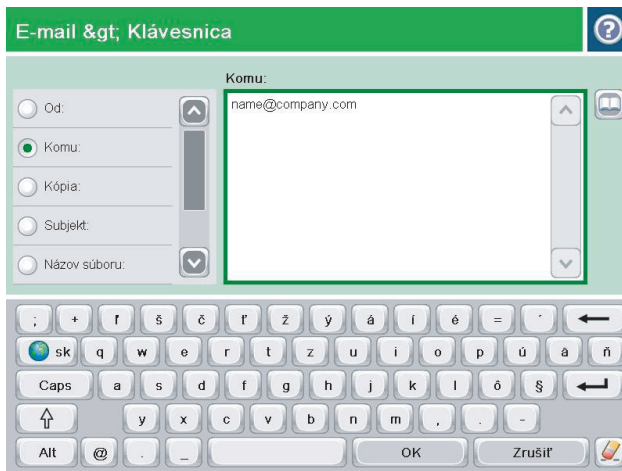 E-mail &gt; Klávesnica
?
Komu:
Od:
name@company.com
Komu:
Kópia:
Subjekt:
Názov súboru:
; + š č ž ý á í é = ´
sk q w e r t z u i o p ú ä ň
Caps a s d f g h j k l ô §
y x c v b n m , . -
Alt @ . _ OK Zrušiť